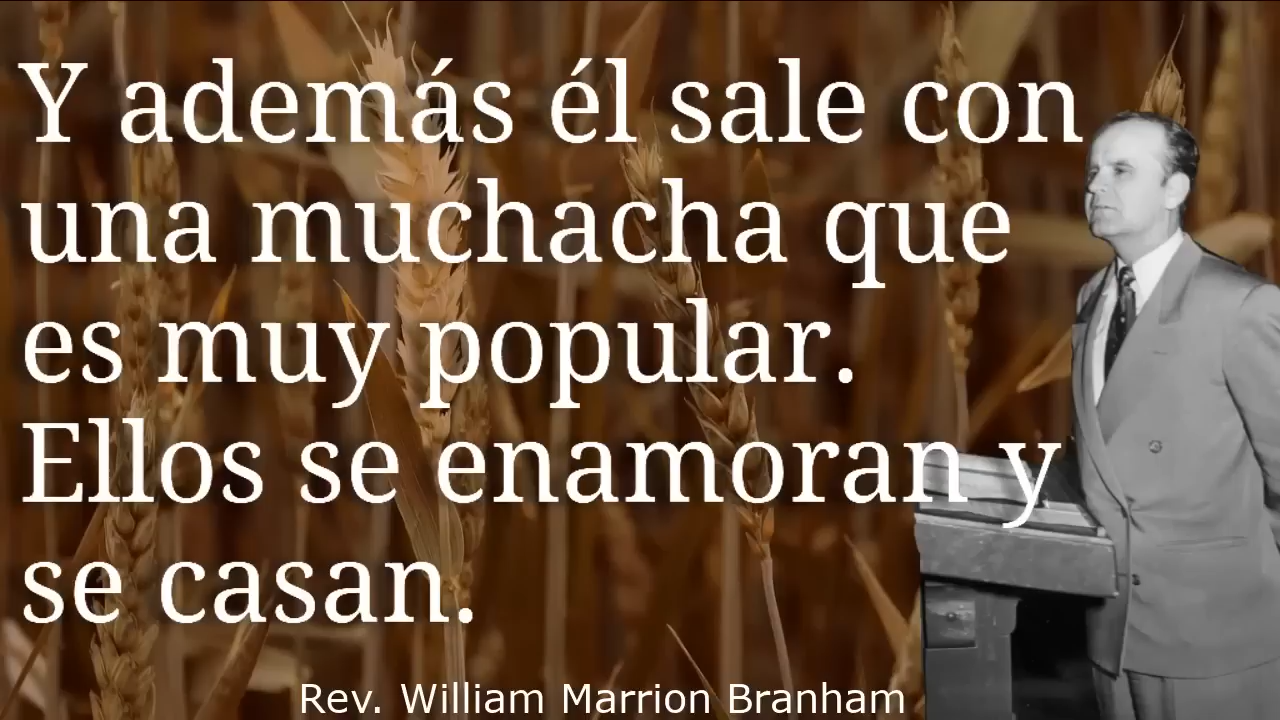 Y además él sale con
una muchacha que
es muy popular.
Ellos se enamoran y
se casan.
Rev. William Marrion Branham